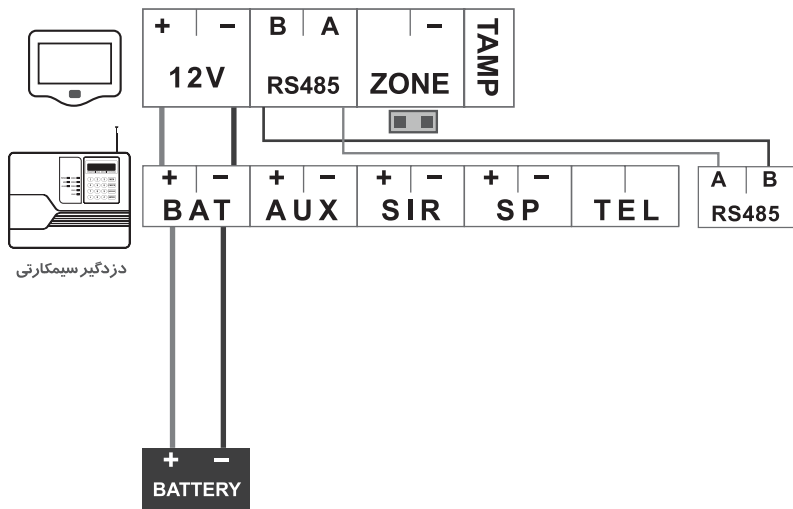 + − B A − TAMP
12V RS485 ZONE
+ − + − + − + − A B
BAT AUX SIR SP TEL RS485
دزدگیر سیمکارتی
+ −
BATTERY